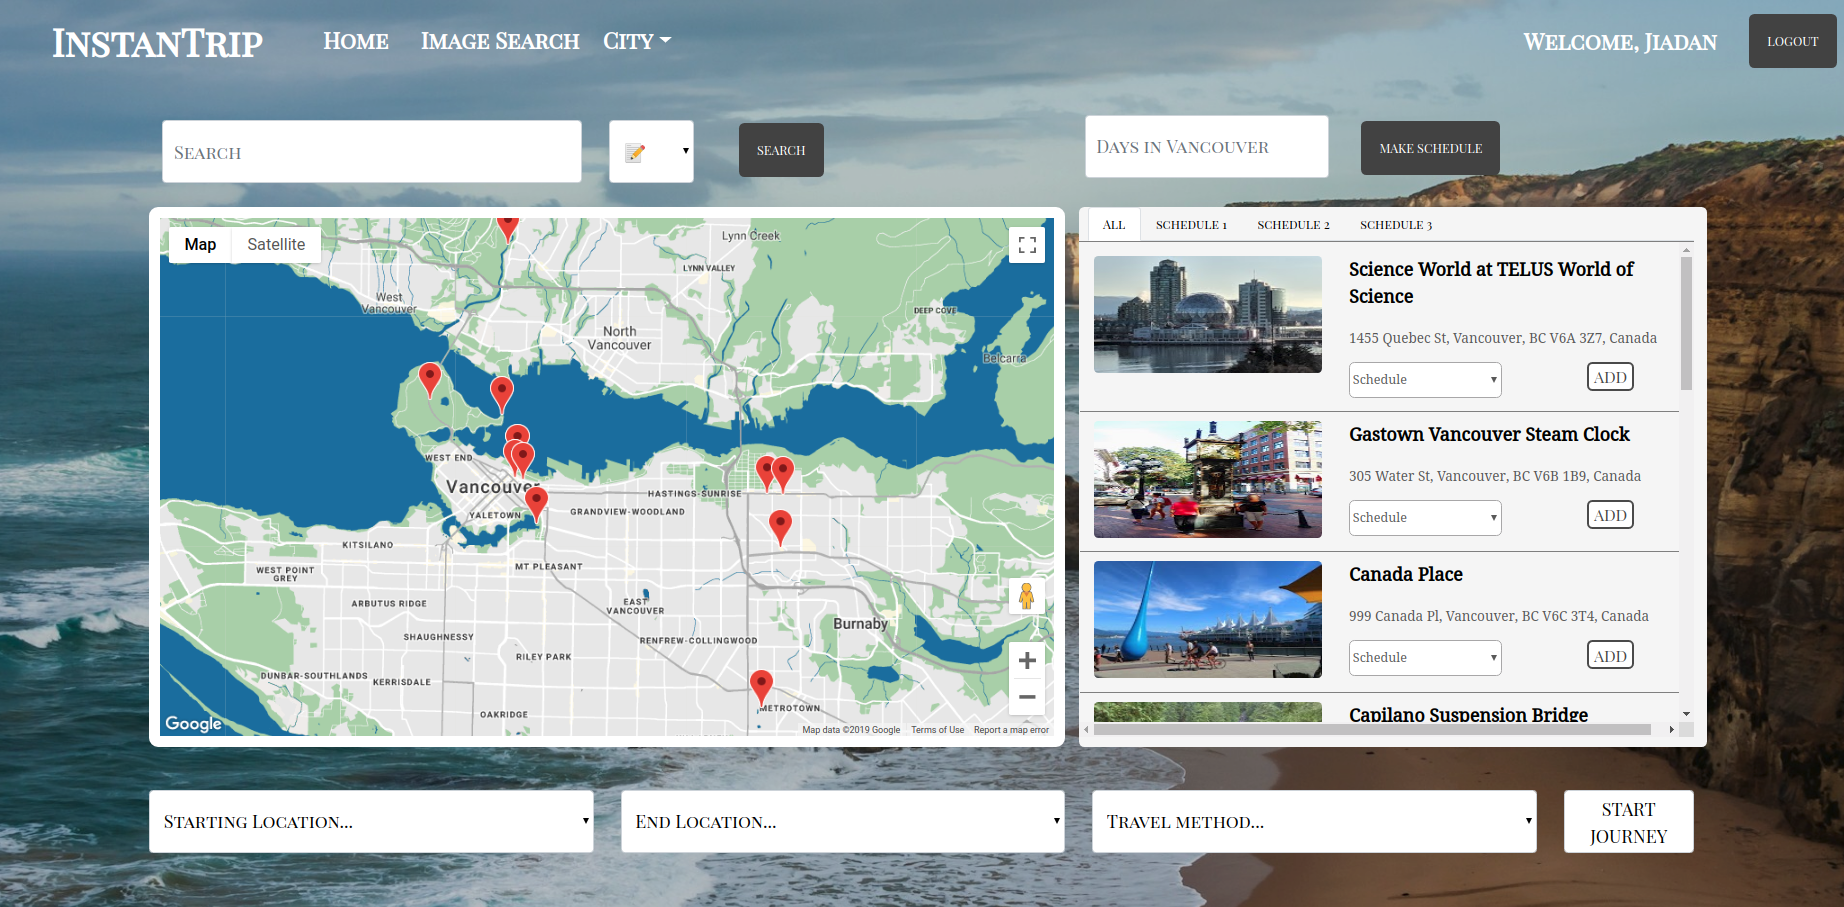 InstanTrip
Home
Image Search
City
Welcome, Jiadan
LOGOUT
Search
SEARCH
Days in Vancouver
MAKE SCHEDULE
Map
Satellite
Lynn Creek
LYNN VALLEY
West
Vancouver
DEEP COVE
North
Vancouver
Belcarra
WEST END
Vancouver
HASTINGS-SUNRISE
YALETOWN
GRANDVIEW-WOODLAND
KITSILANO
MT PLEASANT
WEST POINT
GREY
ARBUTUS RIDGE
EAST
VANCOUVER
Burnaby
SHAUGHNESSY
RENFREW-COLLINGWOOD
RILEY PARK
DUNBAR-SOUTHLANDS
KERRISDALE
METROTOWN
OAKRIDGE
Google
Map data ©2019 Google
Terms of Use
Report a map error
ALL
SCHEDULE 1
SCHEDULE 2
SCHEDULE 3
Science World at TELUS World of
Science
1455 Quebec St, Vancouver, BC V6A 3Z7, Canada
Schedule
ADD
Gastown Vancouver Steam Clock
305 Water St, Vancouver, BC V6B 1B9, Canada
Schedule
ADD
Canada Place
999 Canada Pl, Vancouver, BC V6C 3T4, Canada
Schedule
ADD
Capilano Suspension Bridge
Starting Location...
End Location...
Travel method...
START
JOURNEY